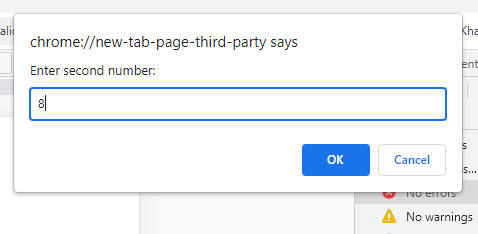 chrome://new-tab-page-third-party says
Enter second number:
8
OK
Cancel
No errors
No warnings